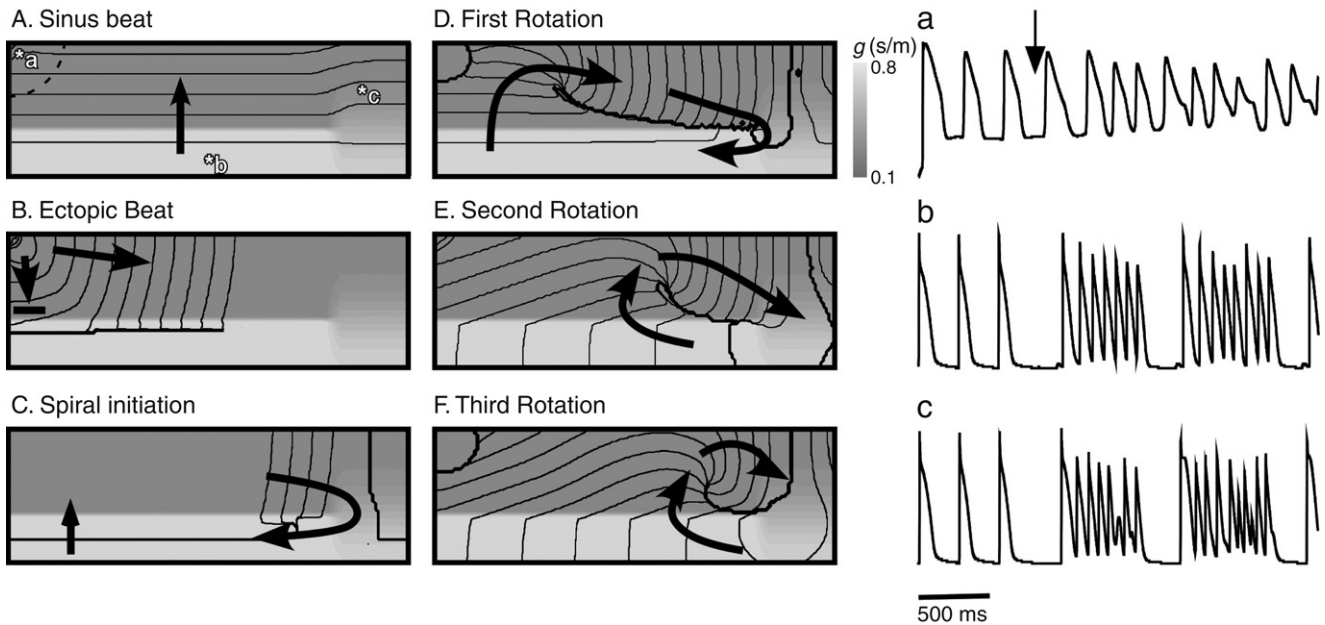 A. Sinus beat
*a
*c
*b
B. Ectopic Beat
C. Spiral initiation
D. First Rotation
g (s/m)
0.8
0.1
E. Second Rotation
F. Third Rotation
a
b
c
500 ms